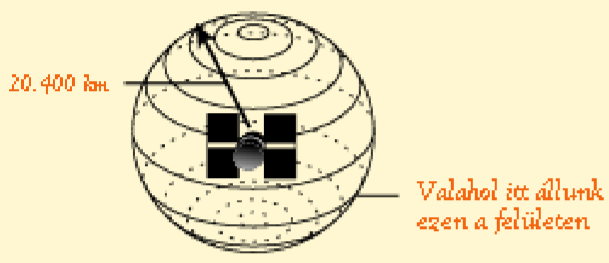 20.400 km
Valahol itt állunk
ezen a felületen